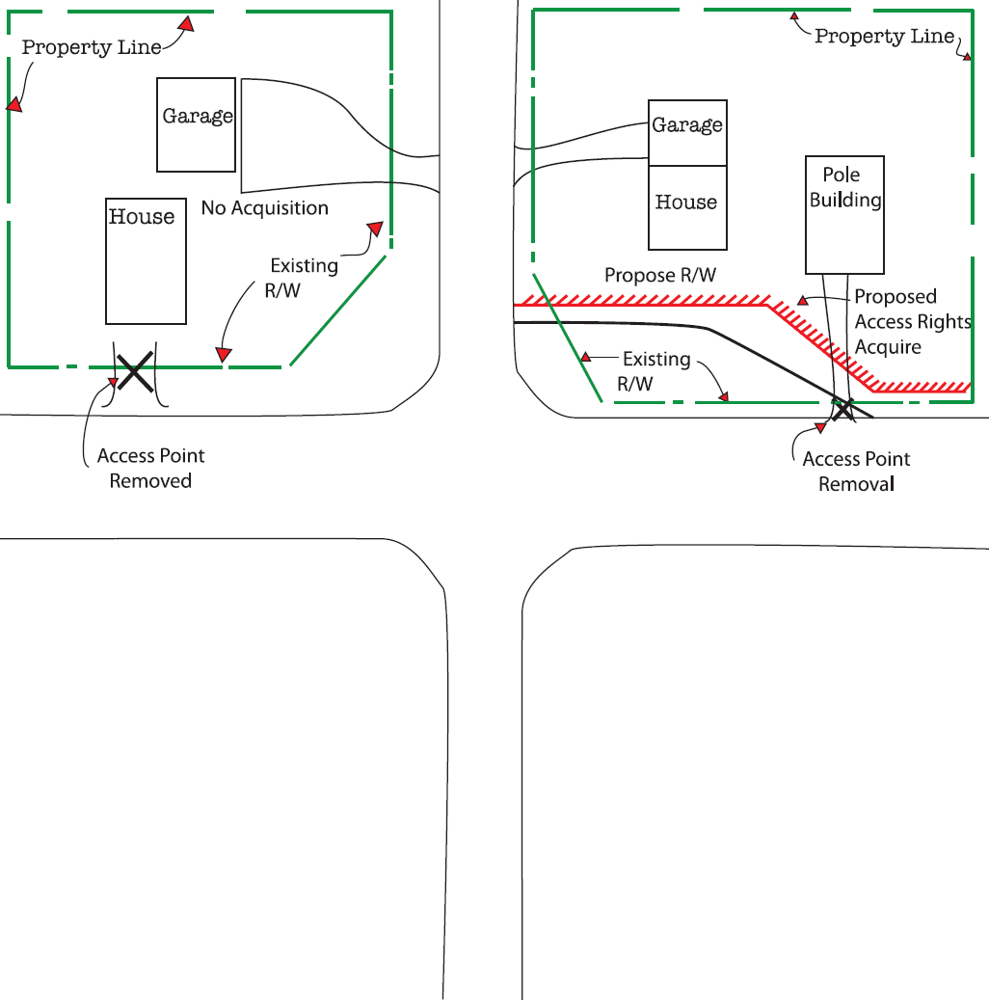 Property Line
Garage
House
No Acquisition
Existing
R/W
Access Point
Removed
Property Line
Garage
House
Pole
Building
Propose R/W
Proposed
Access Rights
Acquire
Existing
R/W
Access Point
Removal